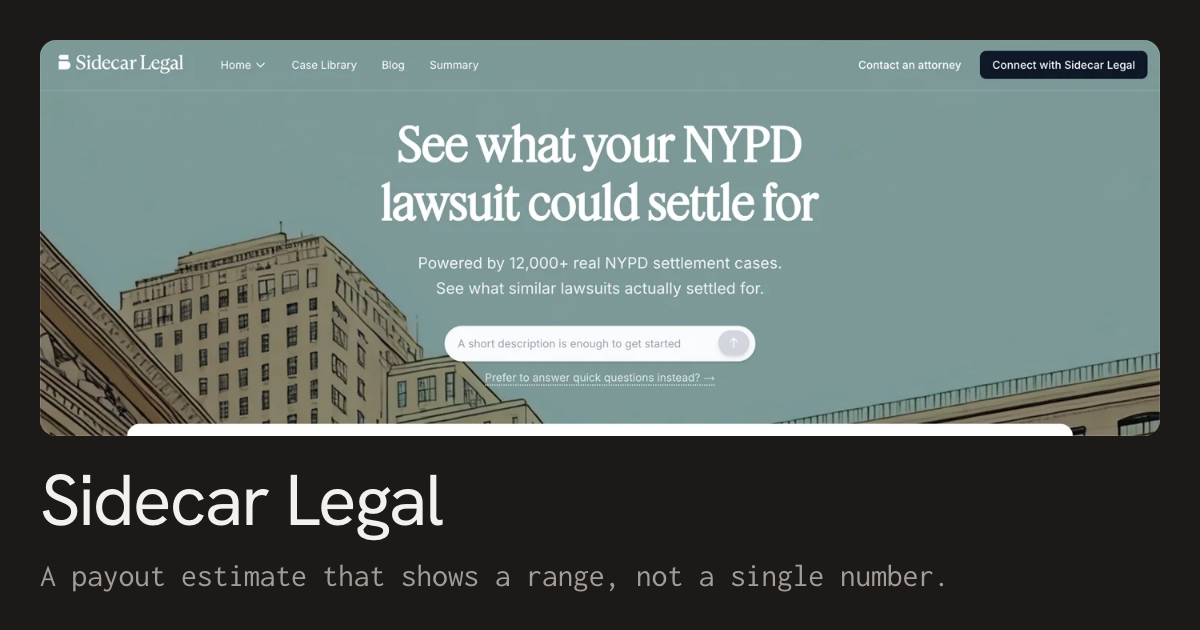 Sidecar Legal
Home
Case Library
Blog
Summary
Contact an attorney
Connect with Sidecar Legal
See what your NYPD
lawsuit could settle for
Powered by 12,000+ real NYPD settlement cases.
See what similar lawsuits actually settled for.
A short description is enough to get started
Prefer to answer quick questions instead? →
Sidecar Legal
A payout estimate that shows a range, not a single number.